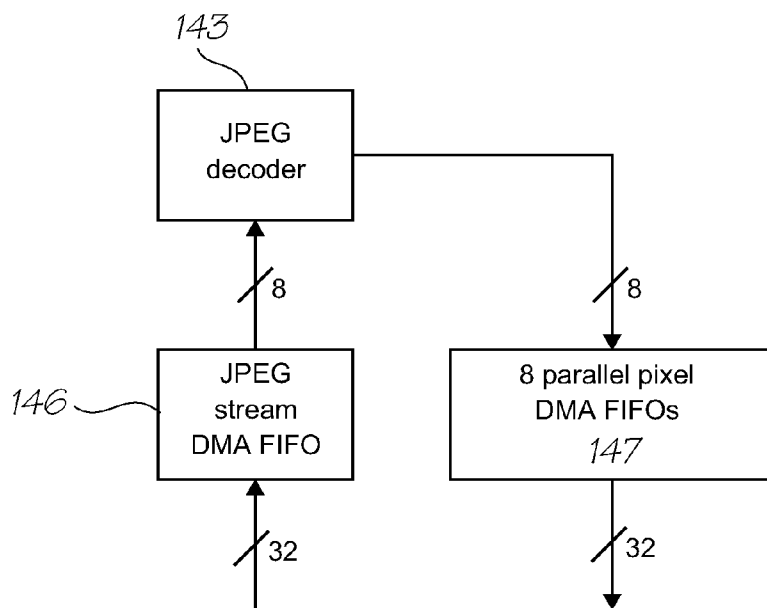 143
JPEG
decoder
8
8
146
JPEG
stream
DMA FIFO
8 parallel pixel
DMA FIFOs
147
32
32